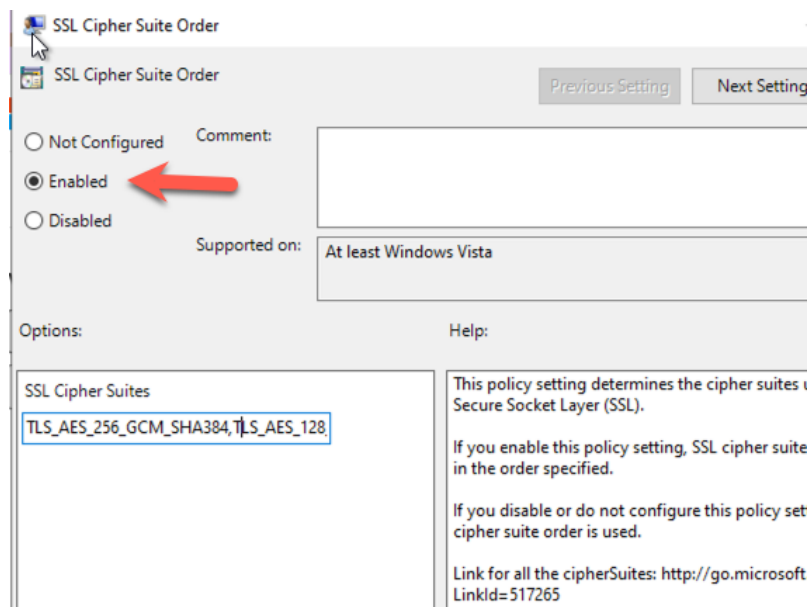 SSL Cipher Suite Order
SSL Cipher Suite Order
Previous Setting
Next Setting
Not Configured
Comment:
Enabled
Disabled
Supported on:
At least Windows Vista
Options:
Help:
SSL Cipher Suites
TLS_AES_256_GCM_SHA384,TLS_AES_128_
This policy setting determines the cipher suites
Secure Socket Layer (SSL).
If you enable this policy setting, SSL cipher suite
in the order specified.
If you disable or do not configure this policy set
cipher suite order is used.
Link for all the cipherSuites: http://go.microsoft
LinkId=517265